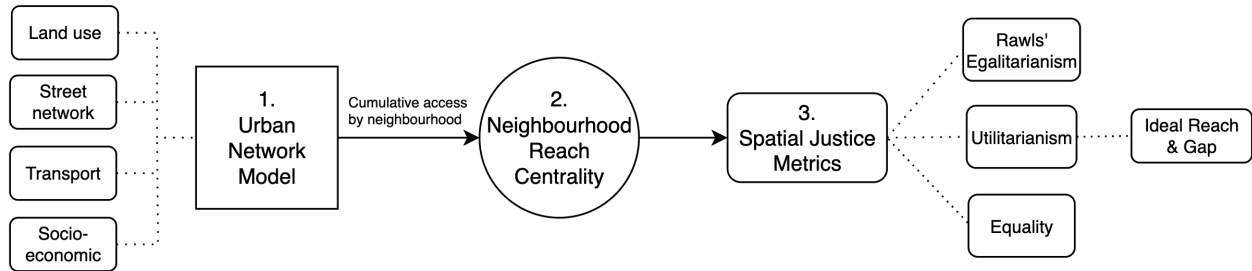 Land use
Street
network
Transport
Socio-
economic
1.
Urban
Network
Model
Cumulative access
by neighbourhood
2.
Neighbourhood
Reach
Centrality
3.
Spatial Justice
Metrics
Rawls'
Egalitarianism
Utilitarianism
Equality
Ideal Reach
& Gap